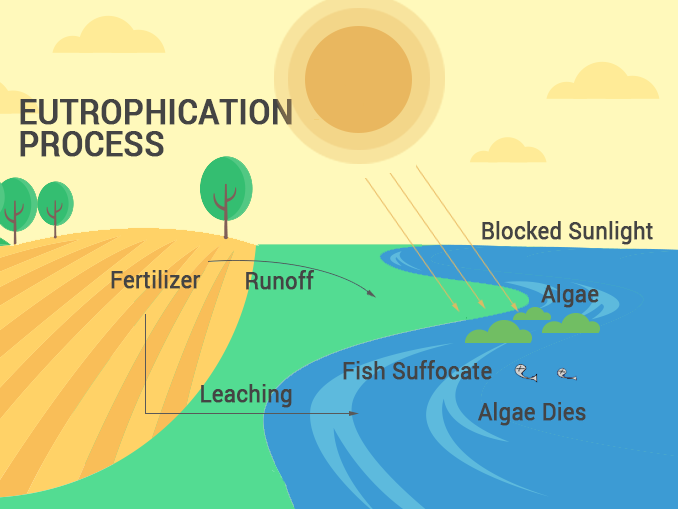 EUTROPHICATION
PROCESS
Blocked Sunlight
Fertilizer
Runoff
Algae
Fish Suffocate
Leaching
Algae Dies